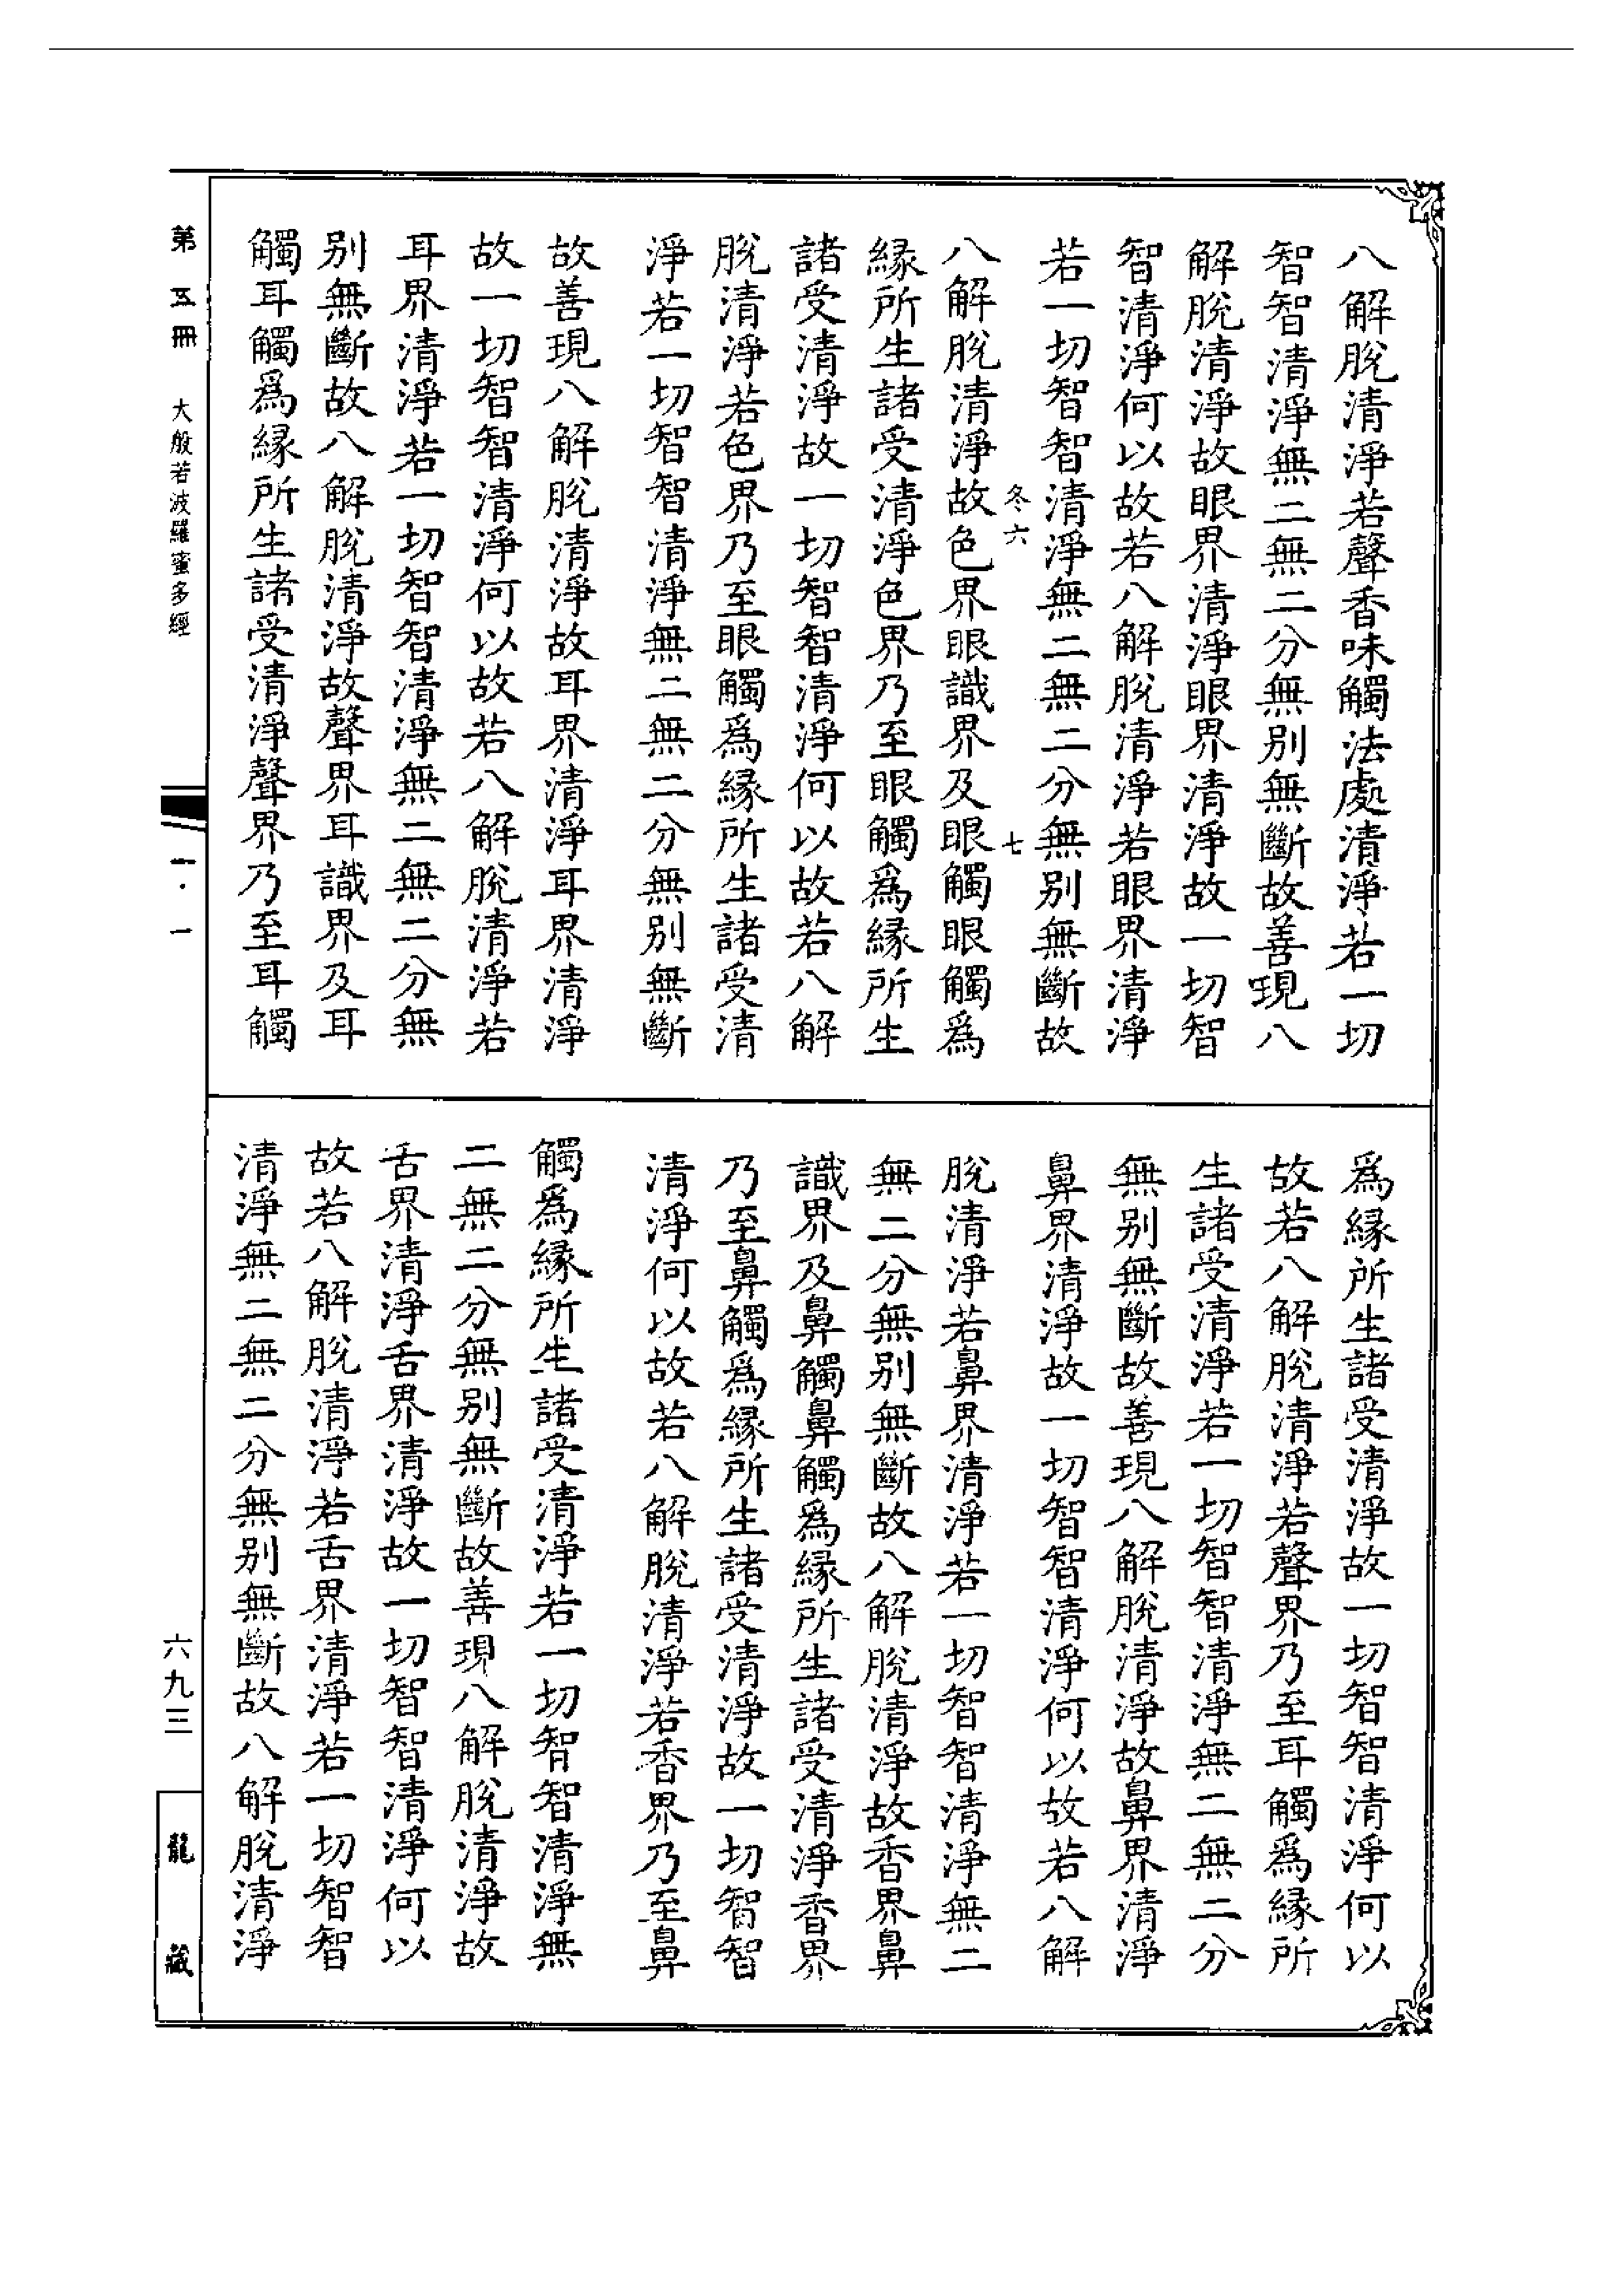 八解脫清淨若聲香味觸法處清淨若一切
智智清淨無二無二分無別無斷故善現八
解脫清淨故眼界清淨眼界清淨故一切智
智清淨何以故若八解脫清淨若眼界清淨
若一切智智清淨無二無二分無別無斷故
冬六 七
八解脫清淨故色界眼識界及眼觸眼觸爲
緣所生諸受清淨色界乃至眼觸爲緣所生
諸受清淨故一切智智清淨何以故若八解
脫清淨若色界乃至眼觸爲緣所生諸受清
淨若一切智智清淨無二無二分無別無斷
故善現八解脫清淨故耳界清淨耳界清淨
故一切智智清淨何以故若八解脫清淨若
耳界清淨若一切智智清淨無二無二分無
別無斷故八解脫清淨故聲界耳識界及耳
觸耳觸爲緣所生諸受清淨聲界乃至耳觸
爲緣所生諸受清淨故一切智智清淨何以
故若八解脫清淨若聲界乃至耳觸爲緣所
生諸受清淨若一切智智清淨無二無二分
無別無斷故善現八解脫清淨故鼻界清淨
鼻界清淨故一切智智清淨何以故若八解
脫清淨若鼻界清淨若一切智智清淨無二
無二分無別無斷故八解脫清淨故香界鼻
識界及鼻觸鼻觸爲緣所生諸受清淨香界
乃至鼻觸爲緣所生諸受清淨故一切智智
清淨何以故若八解脫清淨若香界乃至鼻
觸爲緣所生諸受清淨若一切智智清淨無
二無二分無別無斷故善現八解脫清淨故
舌界清淨舌界清淨故一切智智清淨何以
故若八解脫清淨若舌界清淨若一切智智
清淨無二無二分無別無斷故八解脫清淨
第五冊 大般若波羅蜜多經 一·一 六九三 龍藏